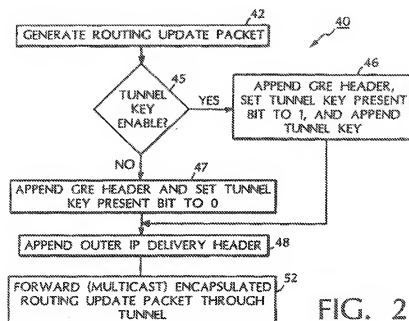 42
GENERATE ROUTING UPDATE PACKET
40
45
TUNNEL
KEY
ENABLE?
YES
46
APPEND GRE HEADER,
SET TUNNEL KEY PRESENT
BIT TO 1, AND APPEND
TUNNEL KEY
NO
47
APPEND GRE HEADER AND SET TUNNEL
KEY PRESENT BIT TO 0
APPEND OUTER IP DELIVERY HEADER
48
52
FORWARD (MULTICAST) ENCAPSULATED
ROUTING UPDATE PACKET THROUGH
TUNNEL
FIG. 2